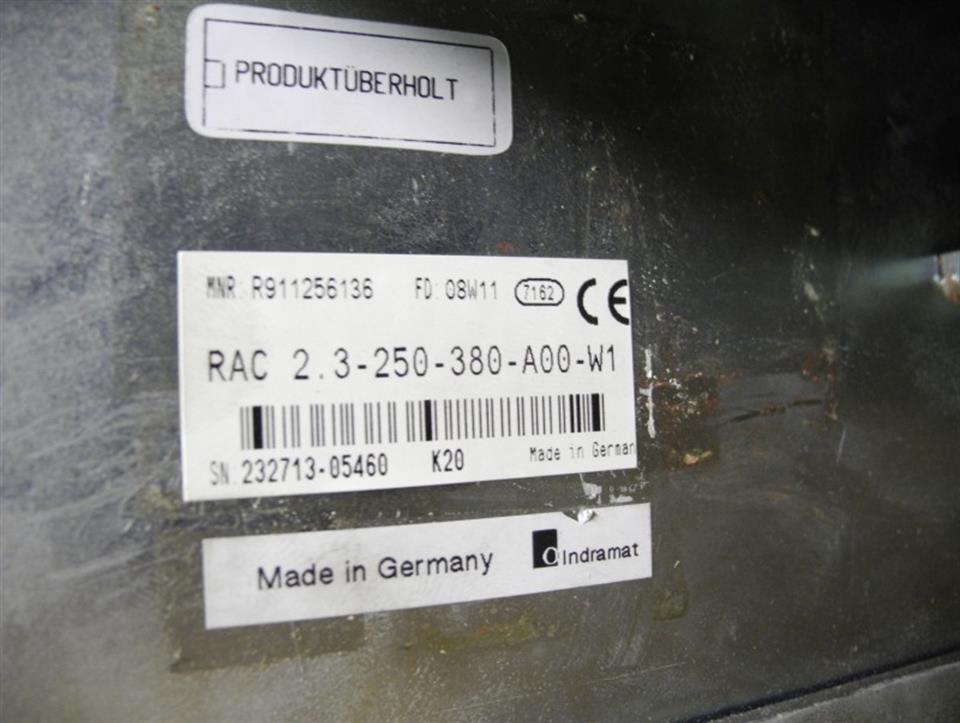 PRODUKTÜBERHOLT
MNR: R911256136 FD: 08W11 7162 CE
RAC 2.3-250-380-A00-W1
SN: 232713-05460 K20 Made in German
Made in Germany Indramat